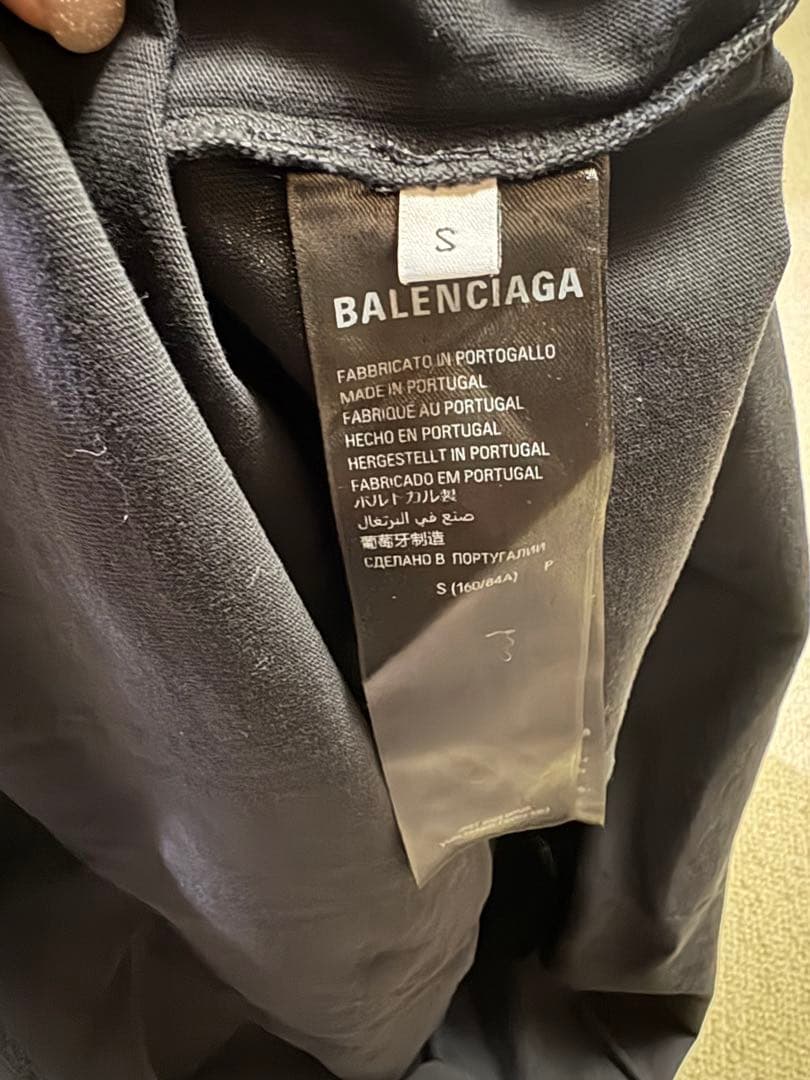 S
BALENCIAGA
FABBRICATO IN PORTOGALLO
MADE IN PORTUGAL
FABRIQUÉ AU PORTUGAL
HECHO EN PORTUGAL
HERGESTELLT IN PORTUGAL
FABRICADO EM PORTUGAL
ポルトガル製
صنع في البرتغال
葡萄牙制造
СДЕЛАНО В ПОРТУГАЛИИ
S (160/84A) P